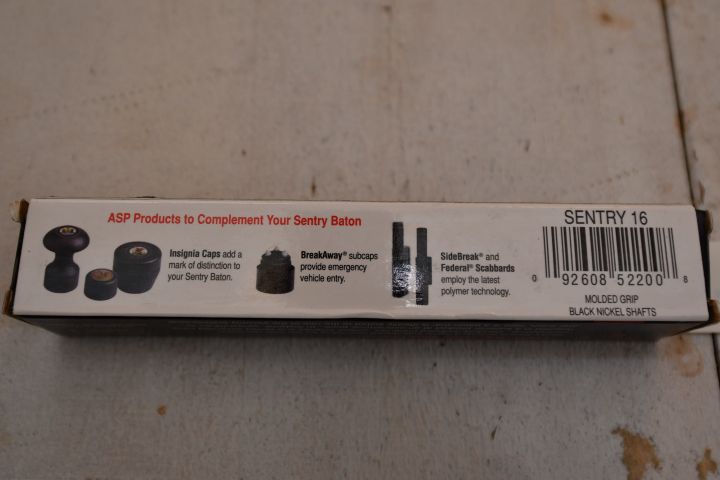 ASP Products to Complement Your Sentry Baton
Insignia Caps add a
mark of distinction to
your Sentry Baton.
BreakAway® subcaps
provide emergency
vehicle entry.
SideBreak® and
Federal® Scabbards
employ the latest
polymer technology.
SENTRY 16
0 92608 52200 8
MOLDED GRIP
BLACK NICKEL SHAFTS